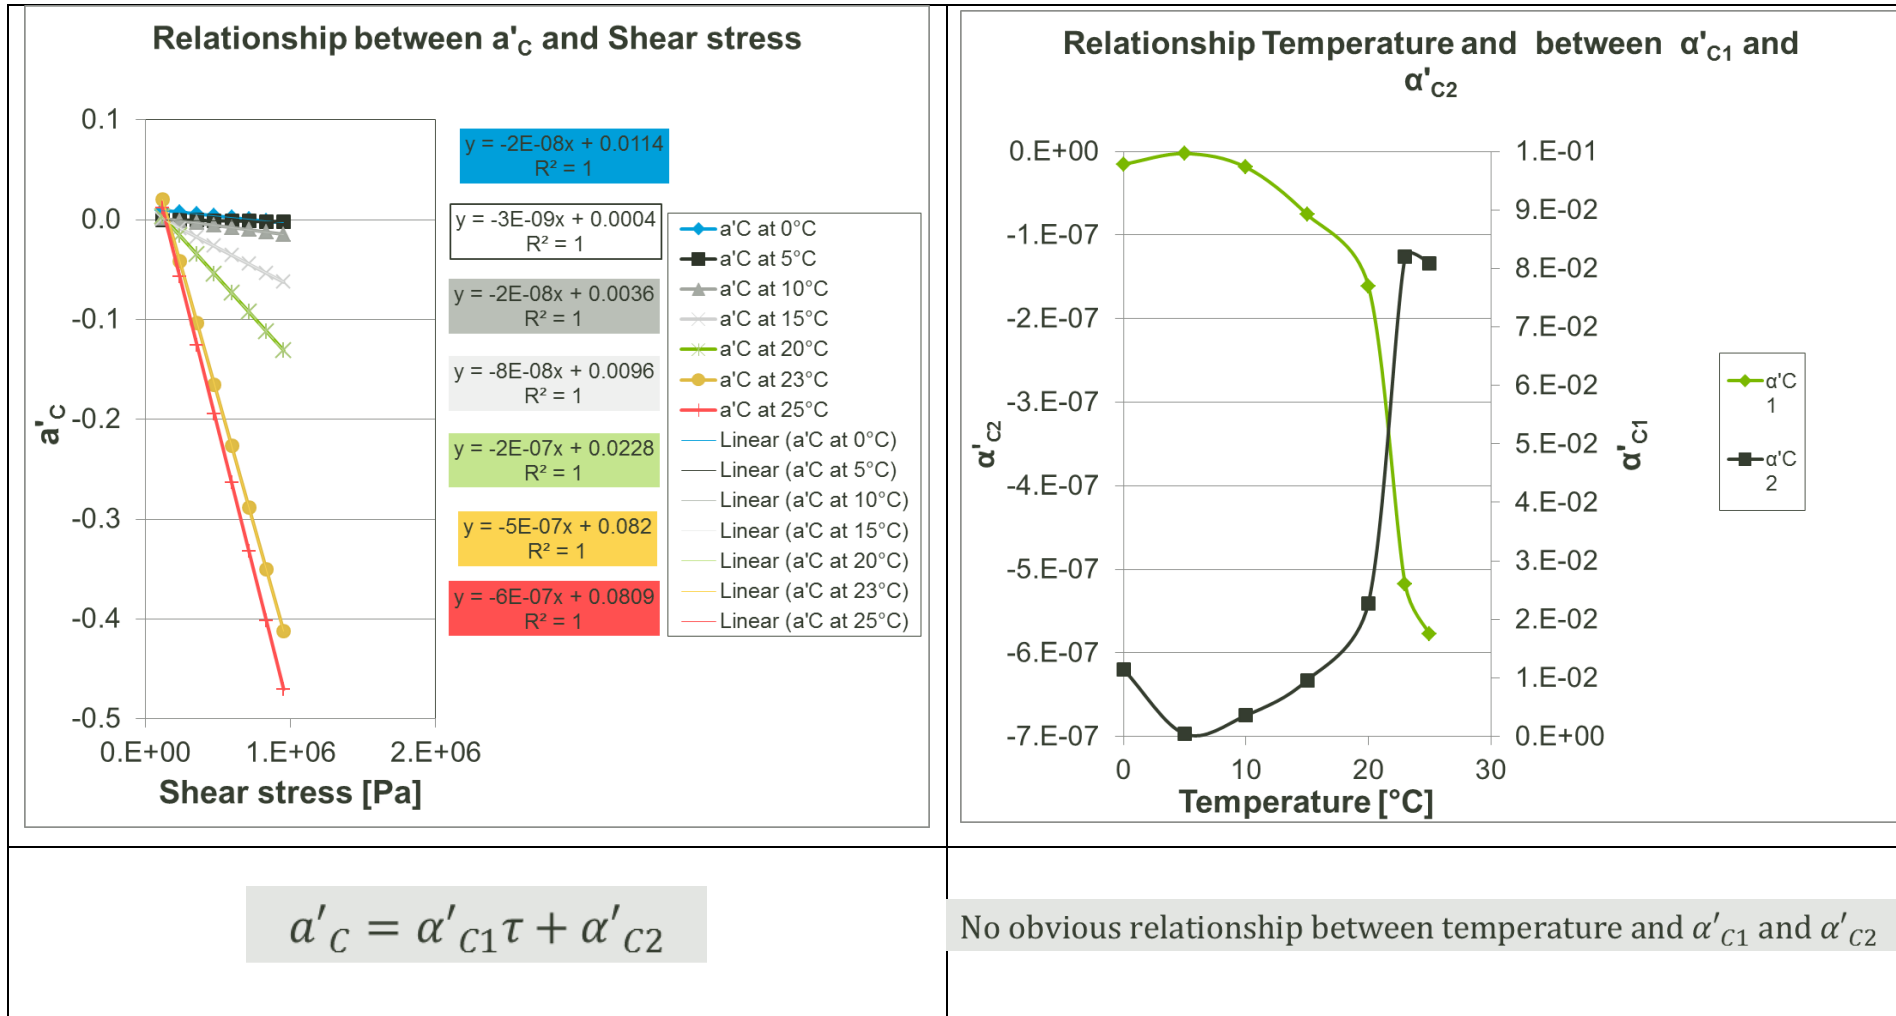 Relationship between a'C and Shear stress
0.1
0.0
-0.1
-0.2
-0.3
-0.4
-0.5
a'C
0.E+00 1.E+06 2.E+06
Shear stress [Pa]
y = -2E-08x + 0.0114
R² = 1
y = -3E-09x + 0.0004
R² = 1
y = -2E-08x + 0.0036
R² = 1
y = -8E-08x + 0.0096
R² = 1
y = -2E-07x + 0.0228
R² = 1
y = -5E-07x + 0.082
R² = 1
y = -6E-07x + 0.0809
R² = 1
a'C at 0°C
a'C at 5°C
a'C at 10°C
a'C at 15°C
a'C at 20°C
a'C at 23°C
a'C at 25°C
Linear (a'C at 0°C)
Linear (a'C at 5°C)
Linear (a'C at 10°C)
Linear (a'C at 15°C)
Linear (a'C at 20°C)
Linear (a'C at 23°C)
Linear (a'C at 25°C)
Relationship Temperature and between α'C1 and
α'C2
0.E+00
-1.E-07
-2.E-07
-3.E-07
-4.E-07
-5.E-07
-6.E-07
-7.E-07
α'C2
1.E-01
9.E-02
8.E-02
7.E-02
6.E-02
5.E-02
4.E-02
3.E-02
2.E-02
1.E-02
0.E+00
α'C1
0 10 20 30
Temperature [°C]
α'C
1
α'C
2
a′C = α′C1τ + α′C2
No obvious relationship between temperature and α′C1 and α′C2